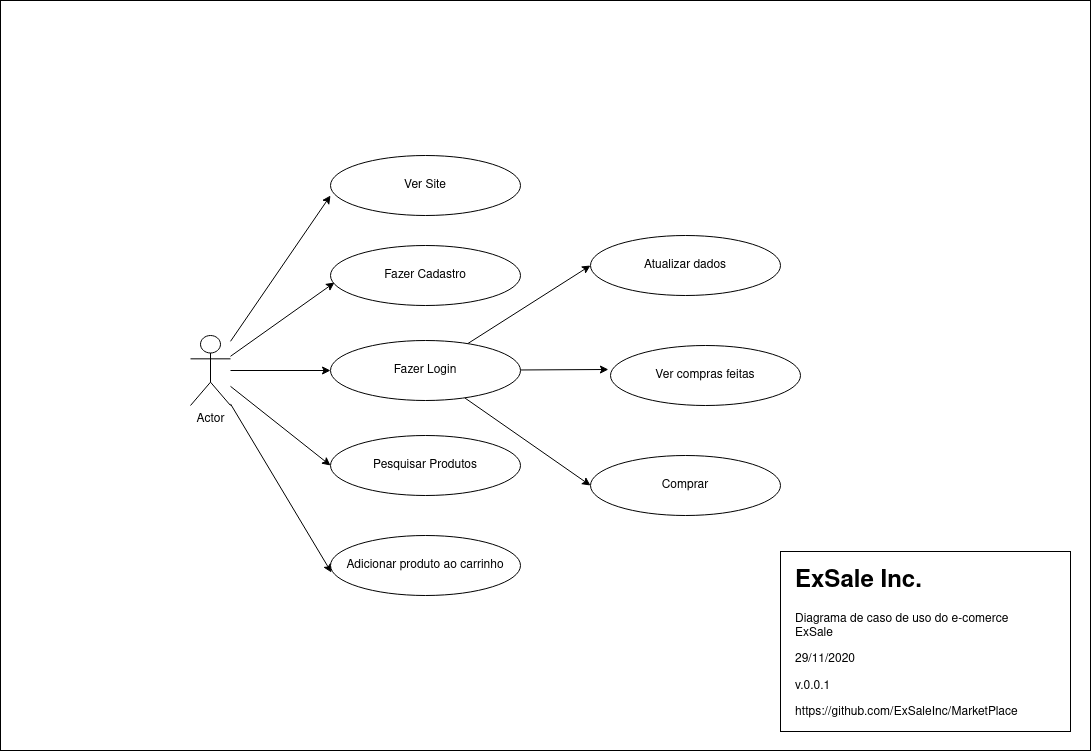 Ver Site
Fazer Cadastro
Atualizar dados
Fazer Login
Ver compras feitas
Actor
Pesquisar Produtos
Comprar
Adicionar produto ao carrinho
ExSale Inc.
Diagrama de caso de uso do e-comerce
ExSale
29/11/2020
v.0.0.1
https://github.com/ExSaleInc/MarketPlace